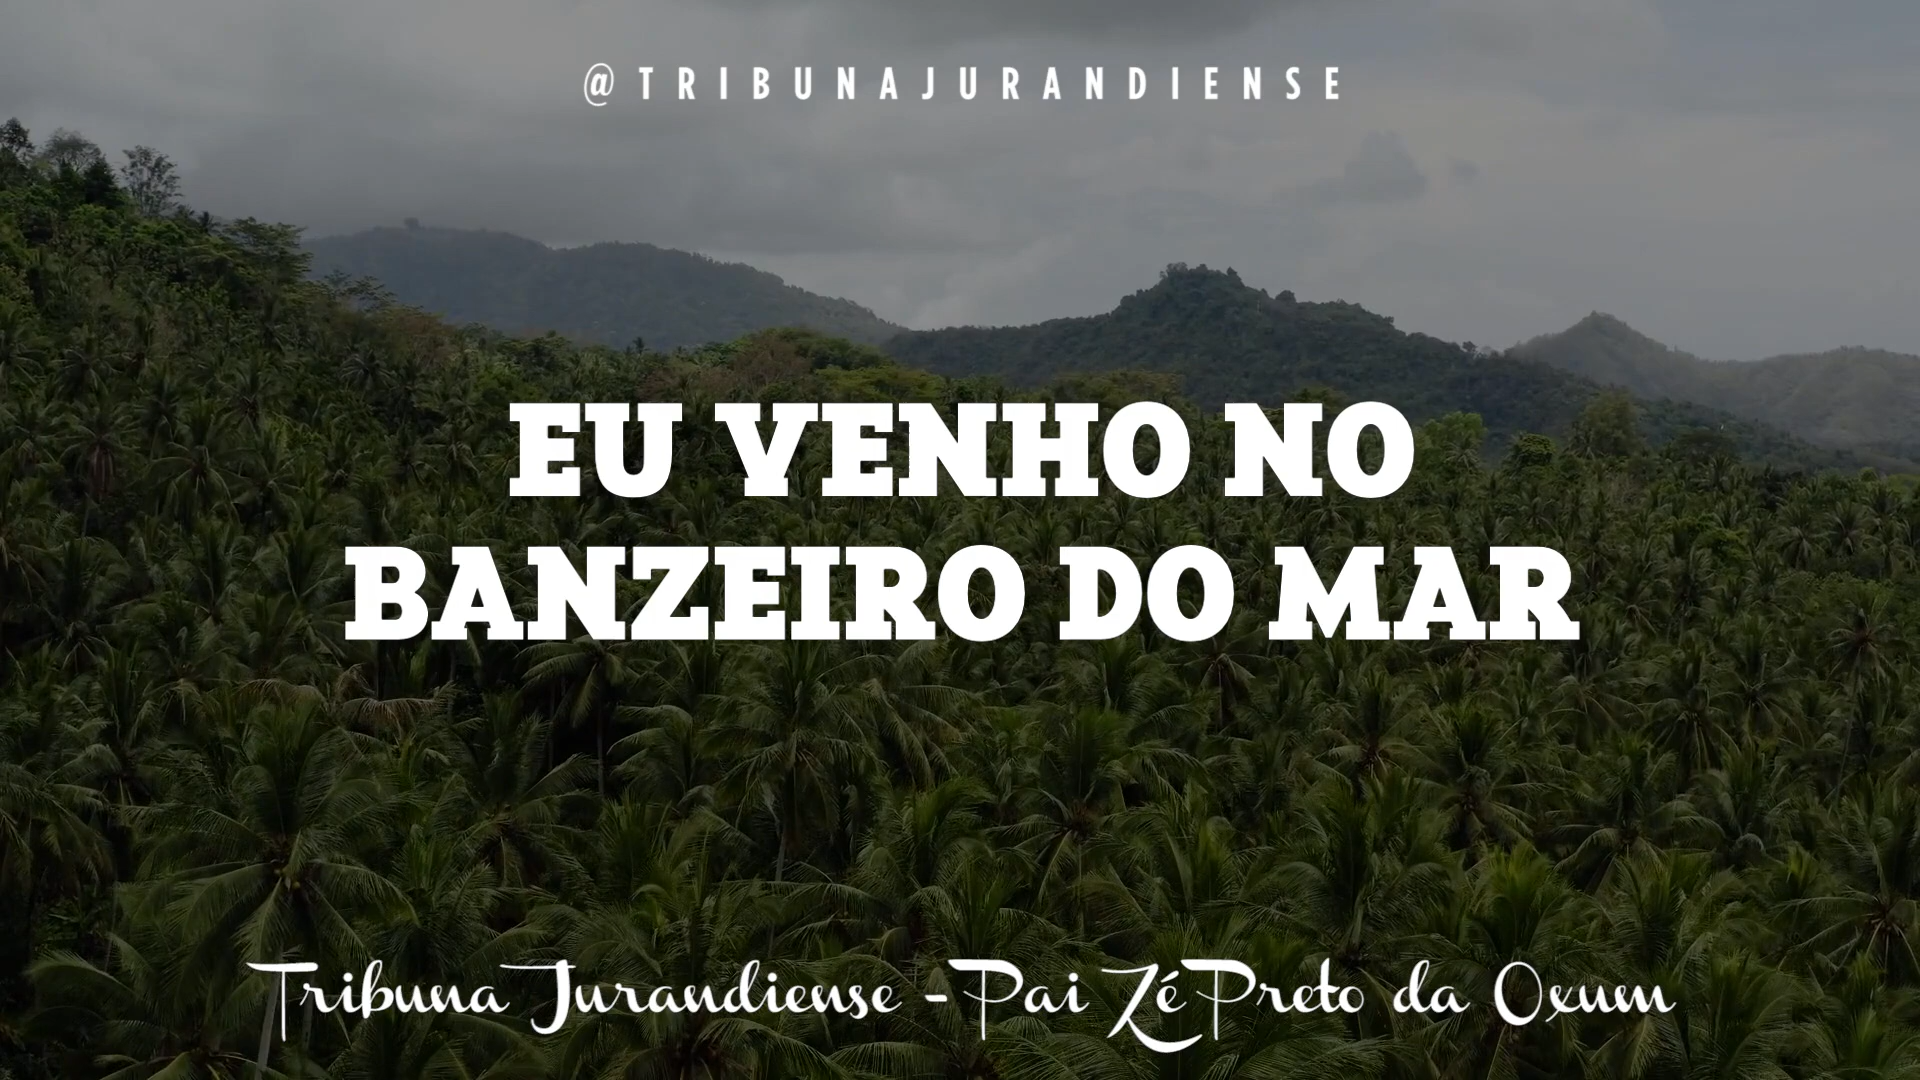 @TRIBUNAJURANDIENSE
EU VENHO NO
BANZEIRO DO MAR
Tribuna Jurandiense - Pai Zé Preto da Oxum